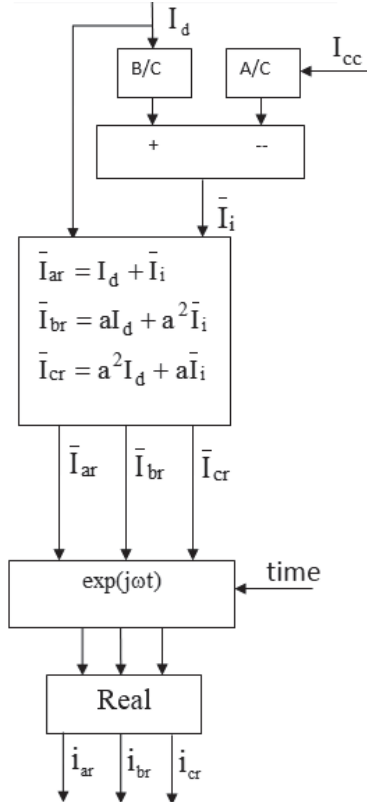 I_d
B/C A/C I_cc
+ --
Ī_i
Ī_ar = I_d + Ī_i
Ī_br = aI_d + a²Ī_i
Ī_cr = a²I_d + aĪ_i
Ī_ar Ī_br Ī_cr
exp(jωt) time
Real
i_ar i_br i_cr